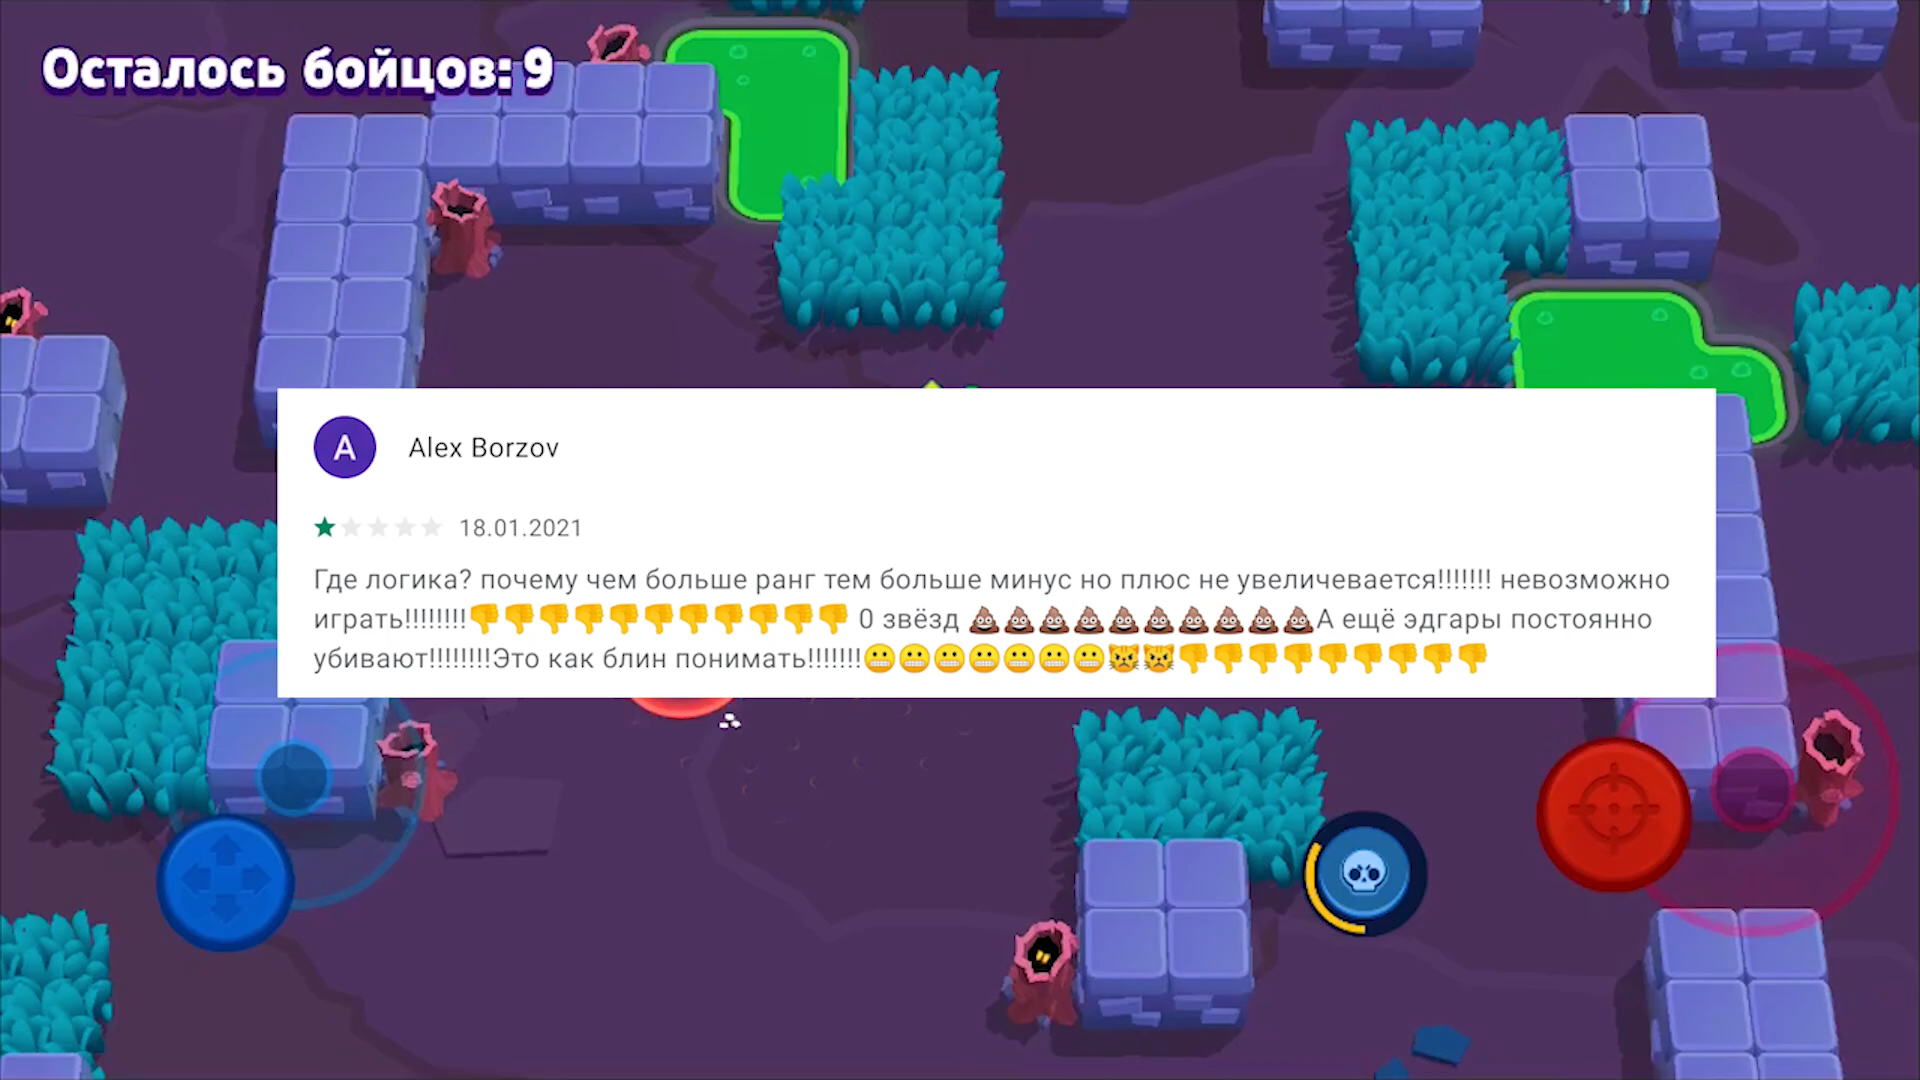 Осталось бойцов: 9
A
Alex Borzov
18.01.2021
Где логика? почему чем больше ранг тем больше минус но плюс не увеличевается!!!!!!! невозможно
играть!!!!!!!!!👎👎👎👎👎👎👎👎👎👎👎 0 звёзд 💩💩💩💩💩💩💩💩💩💩А ещё эдгары постоянно
убивают!!!!!!!!!Это как блин понимать!!!!!!!😬😬😬😬😬😬😬😾😾👎👎👎👎👎👎👎👎👎